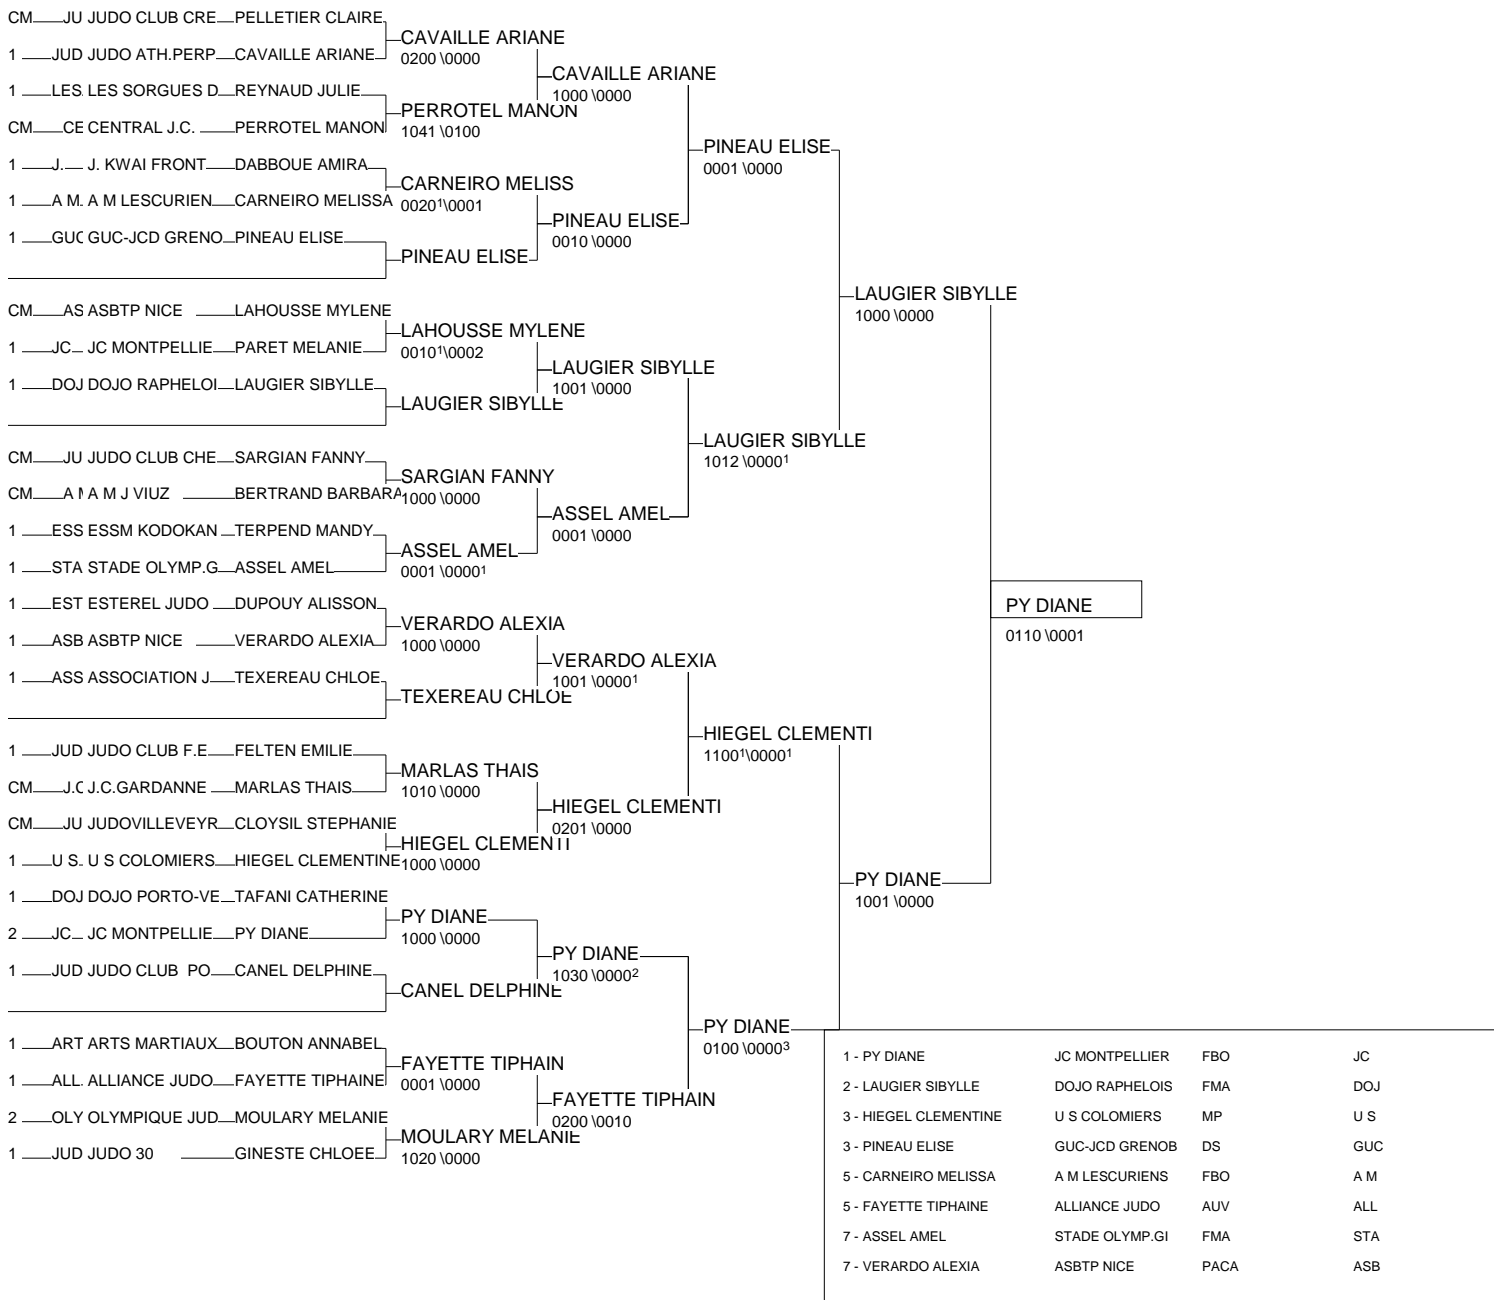 CM JU JUDO CLUB CRE PELLETIER CLAIRE
CAVAILLE ARIANE
1 JUD JUDO ATH.PERP CAVAILLE ARIANE 0200 \0000
CAVAILLE ARIANE
1 LES LES SORGUES D REYNAUD JULIE 1000 \0000
PERROTEL MANON
CM CE CENTRAL J.C. PERROTEL MANON 1041 \0100
PINEAU ELISE
1 J. J. KWAI FRONT DABBOUE AMIRA 0001 \0000
CARNEIRO MELISS
1 A M A M LESCURIEN CARNEIRO MELISSA 0020¹\0001
PINEAU ELISE
1 GUC GUC-JCD GRENO PINEAU ELISE 0010 \0000
PINEAU ELISE
LAUGIER SIBYLLE
CM AS ASBTP NICE LAHOUSSE MYLENE 1000 \0000
LAHOUSSE MYLENE
1 JC JC MONTPELLIE PARET MELANIE 0010¹\0002
LAUGIER SIBYLLE
1 DOJ DOJO RAPHELOI LAUGIER SIBYLLE 1001 \0000
LAUGIER SIBYLLE
LAUGIER SIBYLLE
CM JU JUDO CLUB CHE SARGIAN FANNY 1012 \0000¹
SARGIAN FANNY
CM A M A M J VIUZ BERTRAND BARBARA 1000 \0000
ASSEL AMEL
1 ESS ESSM KODOKAN TERPEND MANDY 0001 \0000
ASSEL AMEL
1 STA STADE OLYMP.G ASSEL AMEL 0001 \0000¹
1 EST ESTEREL JUDO DUPOUY ALISSON PY DIANE
VERARDO ALEXIA
1 ASB ASBTP NICE VERARDO ALEXIA 1000 \0000 0110 \0001
VERARDO ALEXIA
1 ASS ASSOCIATION J TEXEREAU CHLOE 1001 \0000¹
TEXEREAU CHLOE
HIEGEL CLEMENTI
1 JUD JUDO CLUB F.E FELTEN EMILIE 1100¹\0000¹
MARLAS THAIS
CM J.C J.C.GARDANNE MARLAS THAIS 1010 \0000
HIEGEL CLEMENTI
CM JU JUDOVILLEVEYR CLOYSIL STEPHANIE 0201 \0000
HIEGEL CLEMENTI
1 U S U S COLOMIERS HIEGEL CLEMENTINE 1000 \0000
PY DIANE
1 DOJ DOJO PORTO-VE TAFANI CATHERINE 1001 \0000
PY DIANE
2 JC JC MONTPELLIE PY DIANE 1000 \0000
PY DIANE
1 JUD JUDO CLUB PO CANEL DELPHINE 1030 \0000²
CANEL DELPHINE
PY DIANE
1 ART ARTS MARTIAUX BOUTON ANNABEL 0100 \0000³
FAYETTE TIPHAIN
1 ALL ALLIANCE JUDO FAYETTE TIPHAINE 0001 \0000
FAYETTE TIPHAIN
2 OLY OLYMPIQUE JUD MOULARY MELANIE 0200 \0010
MOULARY MELANIE
1 JUD JUDO 30 GINESTE CHLOEE 1020 \0000
1 - PY DIANE JC MONTPELLIER FBO JC
2 - LAUGIER SIBYLLE DOJO RAPHELOIS FMA DOJ
3 - HIEGEL CLEMENTINE U S COLOMIERS MP U S
3 - PINEAU ELISE GUC-JCD GRENOB DS GUC
5 - CARNEIRO MELISSA A M LESCURIENS FBO A M
5 - FAYETTE TIPHAINE ALLIANCE JUDO AUV ALL
7 - ASSEL AMEL STADE OLYMP.GI FMA STA
7 - VERARDO ALEXIA ASBTP NICE PACA ASB